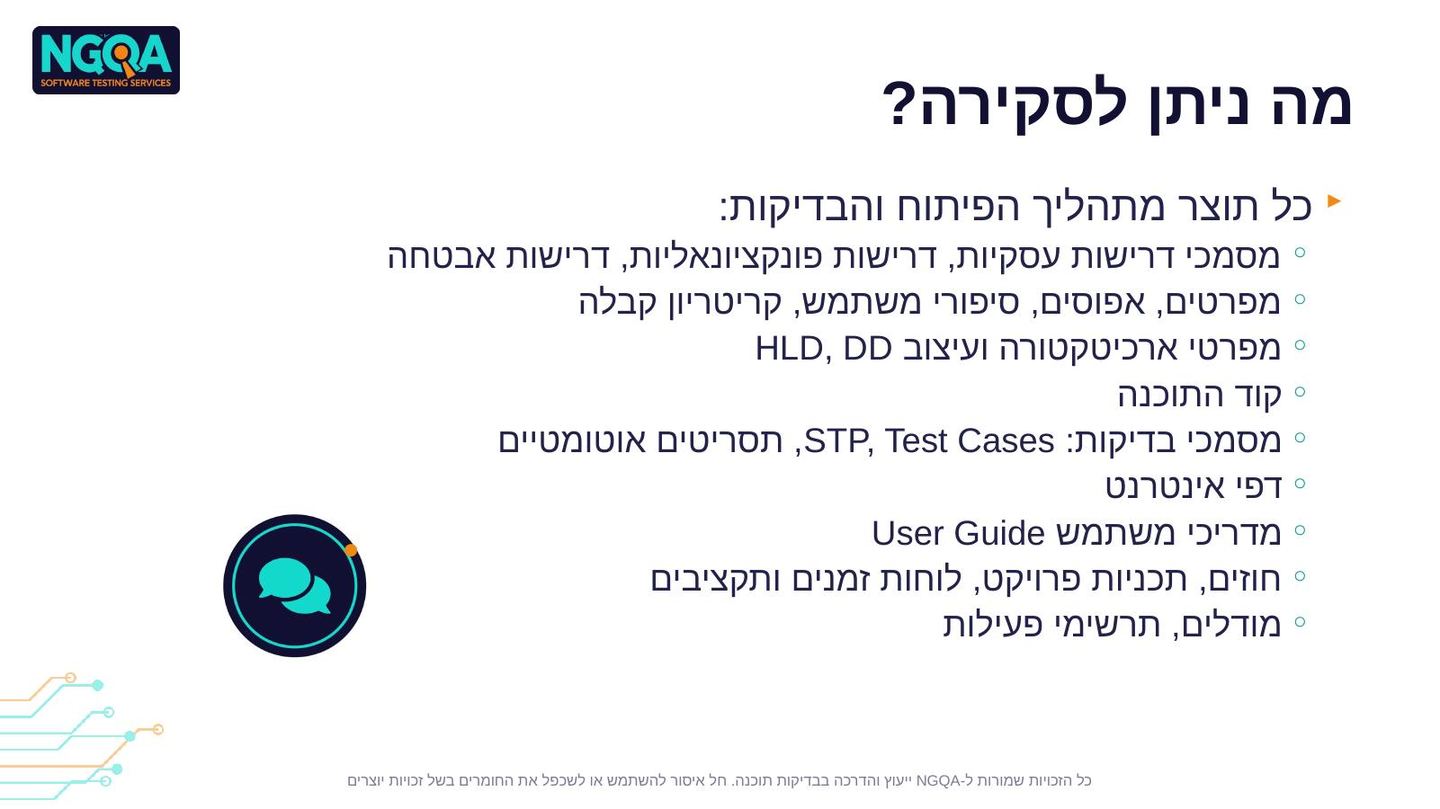 NGQA
SOFTWARE TESTING SERVICES
מה ניתן לסקירה?
כל תוצר מתהליך הפיתוח והבדיקות:
מסמכי דרישות עסקיות, דרישות פונקציונאליות, דרישות אבטחה
מפרטים, אפוסים, סיפורי משתמש, קריטריון קבלה
מפרטי ארכיטקטורה ועיצוב HLD, DD
קוד התוכנה
מסמכי בדיקות: STP, Test Cases, תסריטים אוטומטיים
דפי אינטרנט
מדריכי משתמש User Guide
חוזים, תכניות פרויקט, לוחות זמנים ותקציבים
מודלים, תרשימי פעילות
כל הזכויות שמורות ל-NGQA ייעוץ והדרכה בבדיקות תוכנה. חל איסור להשתמש או לשכפל את החומרים בשל זכויות יוצרים